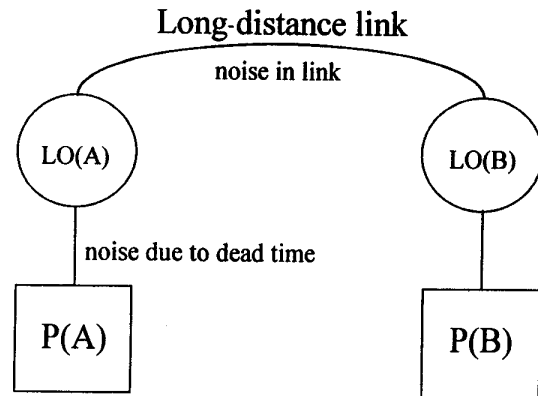 Long-distance link
noise in link
LO(A)
LO(B)
noise due to dead time
P(A)
P(B)